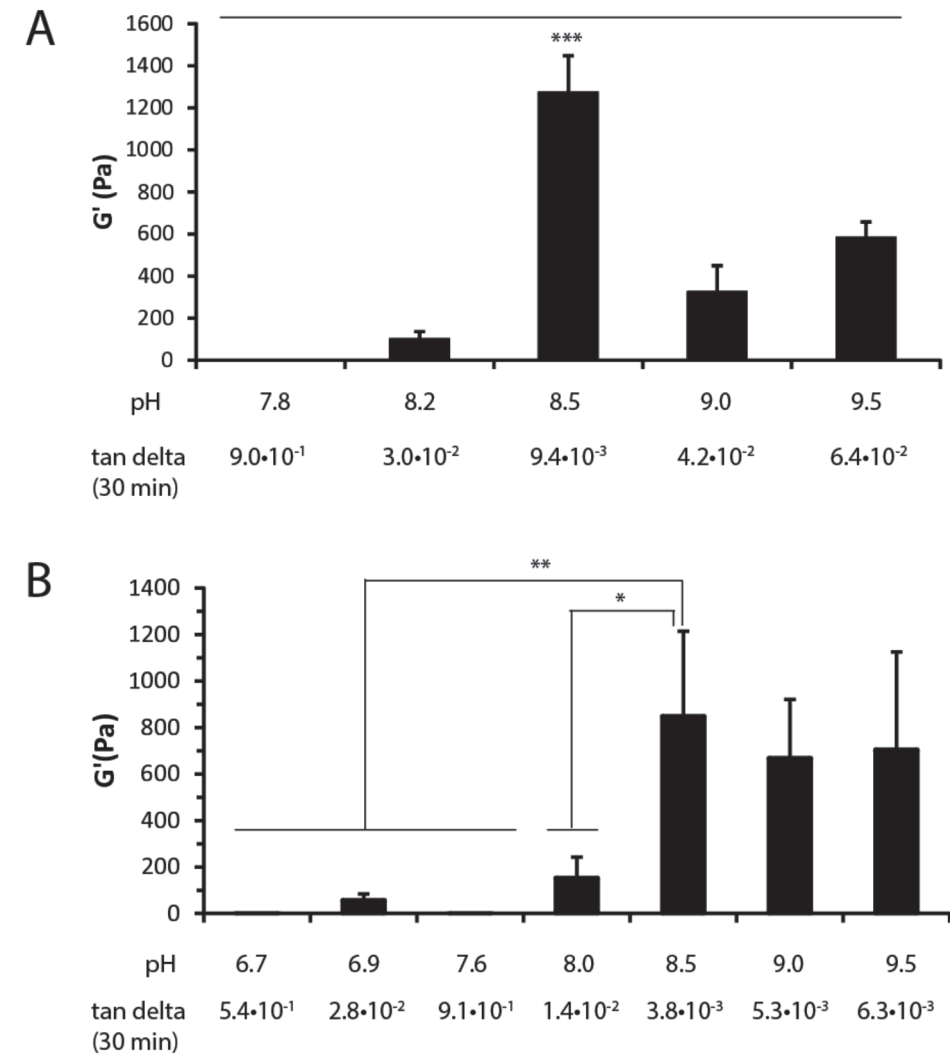 A
1600
1400
1200
1000
800
600
400
200
0
G' (Pa)
***
pH 7.8 8.2 8.5 9.0 9.5
tan delta 9.0•10⁻¹ 3.0•10⁻² 9.4•10⁻³ 4.2•10⁻² 6.4•10⁻²
(30 min)
B
1400
1200
1000
800
600
400
200
0
G'(Pa)
**
*
pH 6.7 6.9 7.6 8.0 8.5 9.0 9.5
tan delta 5.4•10⁻¹ 2.8•10⁻² 9.1•10⁻¹ 1.4•10⁻² 3.8•10⁻³ 5.3•10⁻³ 6.3•10⁻³
(30 min)